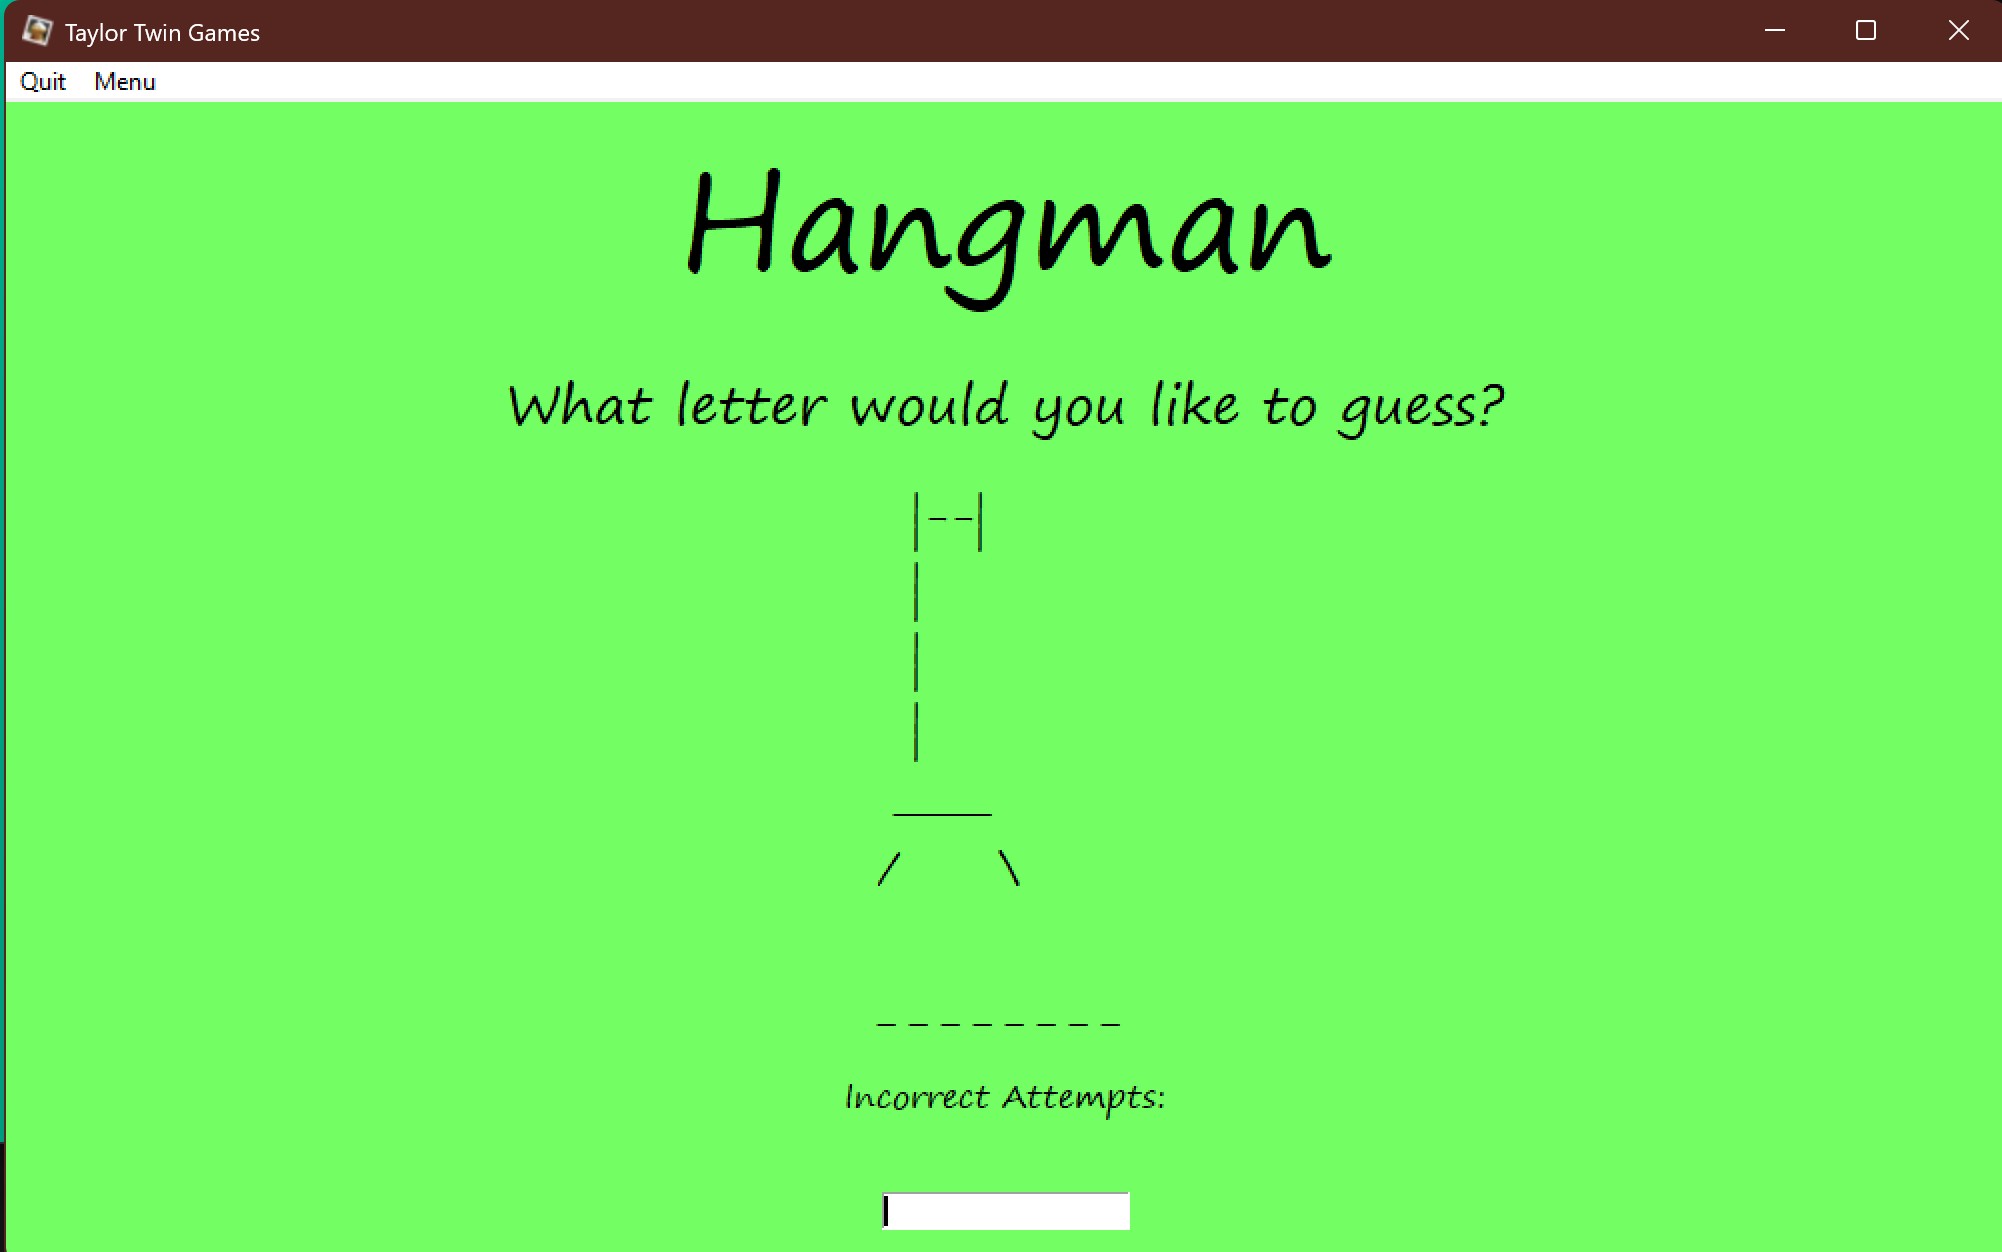 Taylor Twin Games
Quit Menu
Hangman
What letter would you like to guess?
|--|
|
|
|
_____
/ \
_ _ _ _ _ _ _ _
Incorrect Attempts: